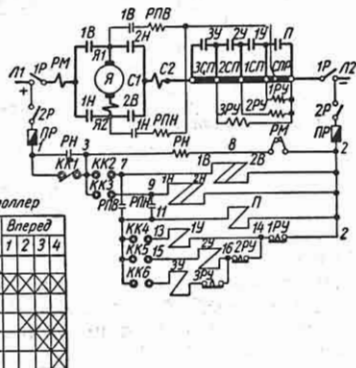 1В РПВ
3У 2У 1У П
Л1 1Р РМ 1В Я1 2Н
Я С1 С2 3СП 2СП 1СП СПР 1Р Л2
+ -
1Н Я2 2В
1РУ
2Р 3РУ 2РУ 2Р
1Н РПН
ПР РМ ПР
1 РН 3 РН 8 2
КК1 КК2 7 1В 2В
КК3 9 1Н 2Н
РПВ РПН
11 П
КК4 13 1У 14 1РУ 2
КК5 15 2У 16 2РУ
КК6 3У 3РУ
роллер
Вперед
1 2 3 4